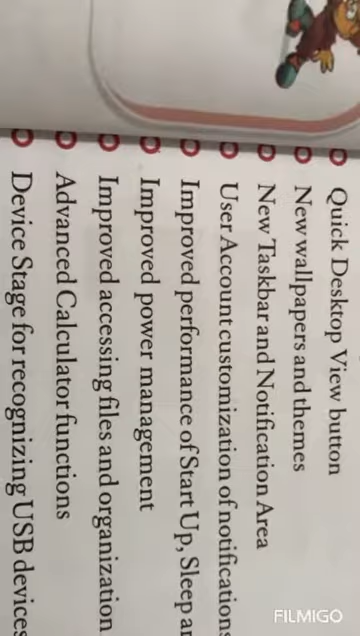 Quick Desktop View button
New wallpapers and themes
New Taskbar and Notification Area
User Account customization of notifications
Improved performance of Start Up, Sleep
Improved power management
Improved accessing files and organization
Advanced Calculator functions
Device Stage for recognizing USB devices
FILMIGO